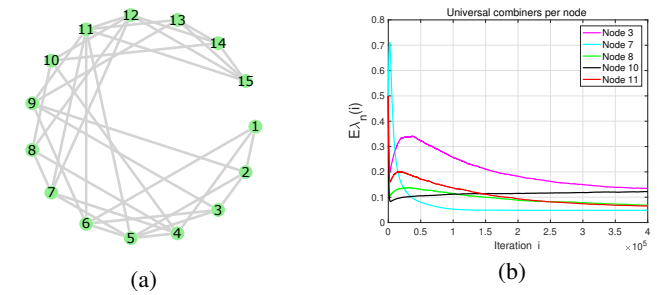 12
13
11
14
10
15
9
1
8
2
7
3
6
5
4
(a)
Universal combiners per node
0.8
0.7
0.6
0.5
0.4
0.3
0.2
0.1
0
Eλn(i)
Node 3
Node 7
Node 8
Node 10
Node 11
0 0.5 1 1.5 2 2.5 3 3.5 4
Iteration i
×10⁵
(b)